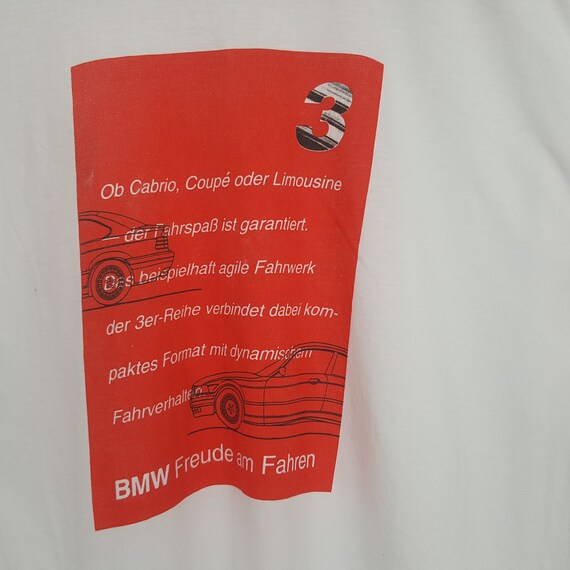 3
Ob Cabrio, Coupé oder Limousine
– der Fahrspaß ist garantiert.
Das beispielhaft agile Fahrwerk
der 3er-Reihe verbindet dabei kom-
paktes Format mit dynamischem
Fahrverhalten.
BMW Freude am Fahren